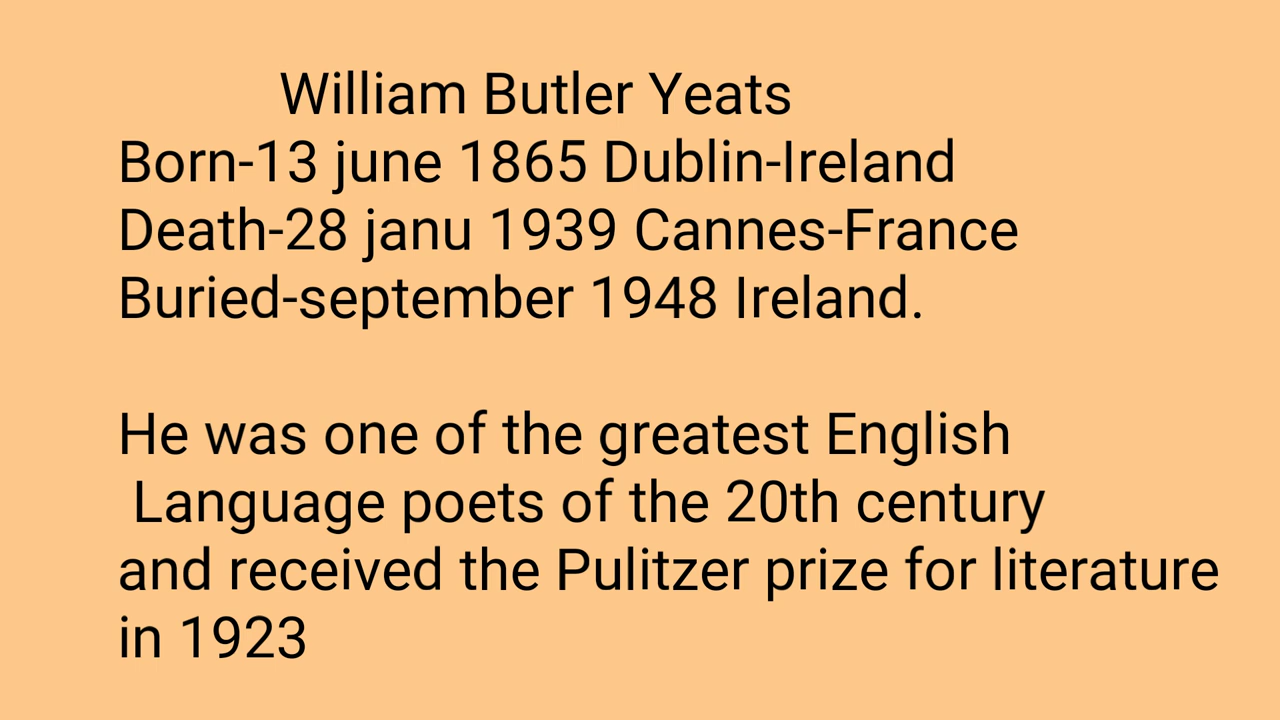 William Butler Yeats
Born-13 june 1865 Dublin-Ireland
Death-28 janu 1939 Cannes-France
Buried-september 1948 Ireland.
He was one of the greatest English
Language poets of the 20th century
and received the Pulitzer prize for literature
in 1923